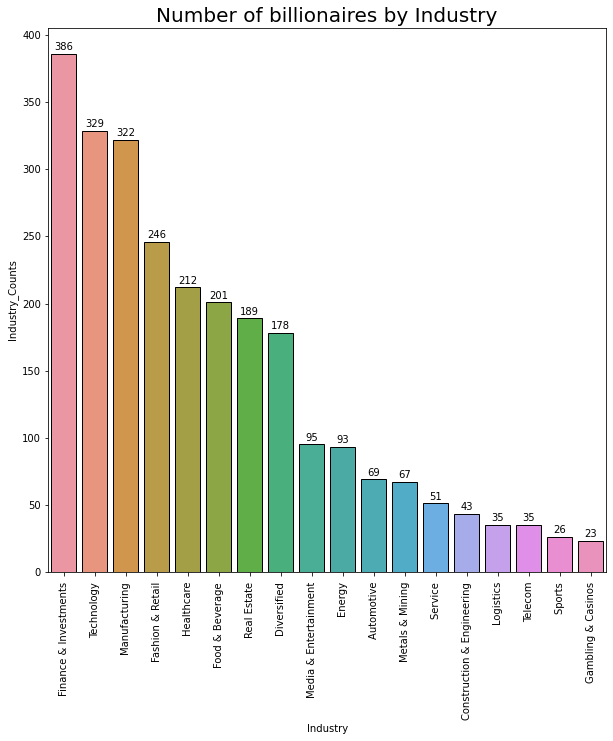 Number of billionaires by Industry
Industry_Counts
400
350
300
250
200
150
100
50
0
386
329
322
246
212
201
189
178
95
93
69
67
51
43
35
35
26
23
Finance & Investments
Technology
Manufacturing
Fashion & Retail
Healthcare
Food & Beverage
Real Estate
Diversified
Media & Entertainment
Energy
Automotive
Metals & Mining
Service
Construction & Engineering
Logistics
Telecom
Sports
Gambling & Casinos
Industry